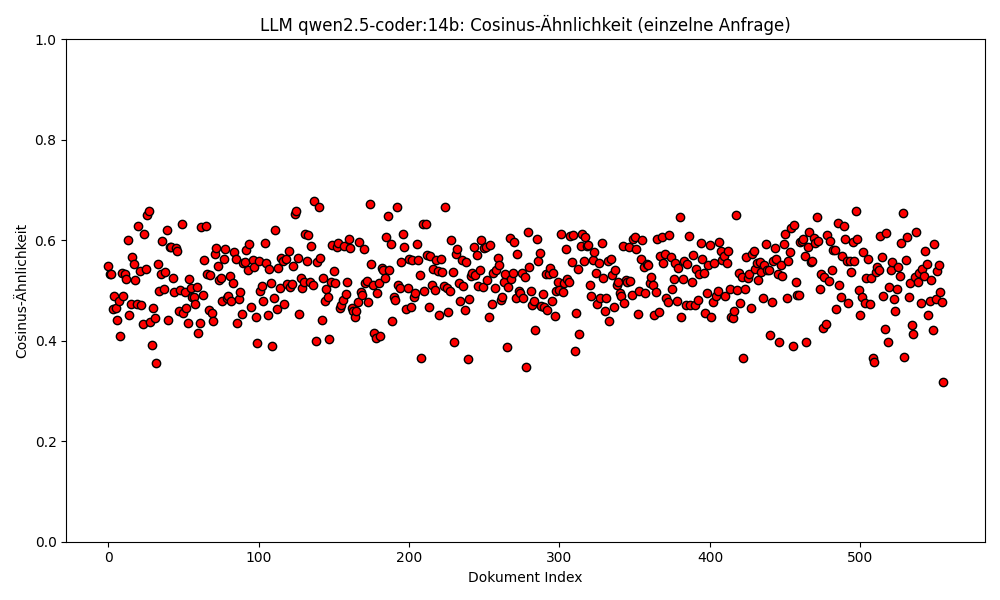 LLM qwen2.5-coder:14b: Cosinus-Ähnlichkeit (einzelne Anfrage)
Cosinus-Ähnlichkeit
1.0
0.8
0.6
0.4
0.2
0.0
0 100 200 300 400 500
Dokument Index